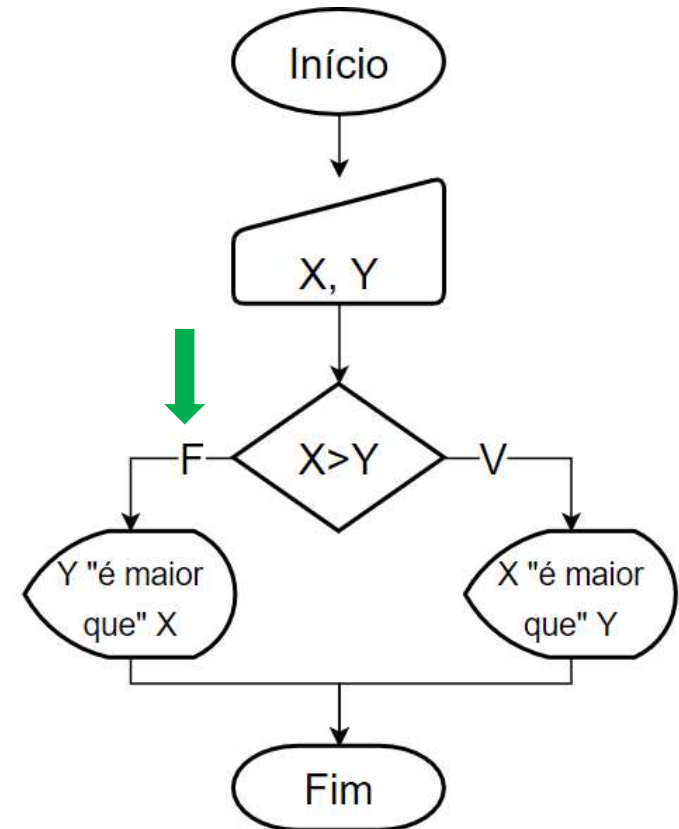 Início
X, Y
F
X>Y
V
Y "é maior
que" X
X "é maior
que" Y
Fim